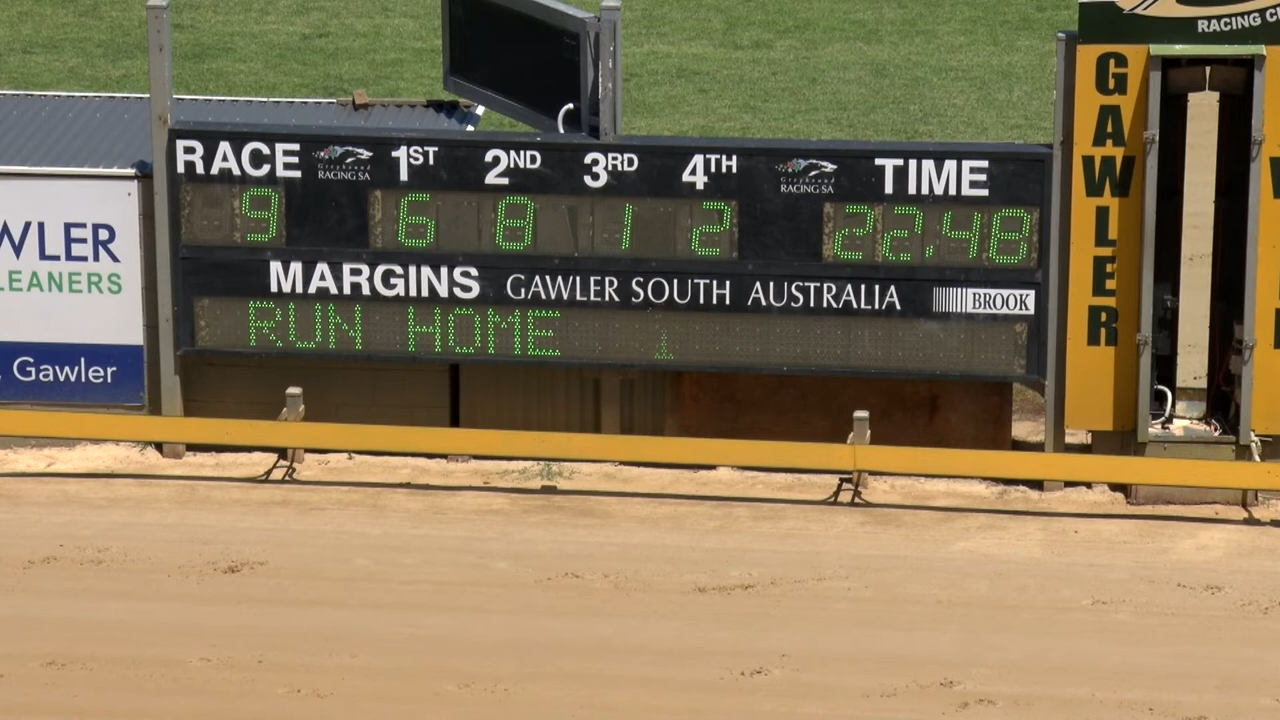 RACING C
GAWLER
WLER
LEANERS
, Gawler
RACE 1ST 2ND 3RD 4TH TIME
Greyhound
RACING SA
Greyhound
RACING SA
9 6 8 1 2 22.48
MARGINS GAWLER SOUTH AUSTRALIA BROOK
RUN HOME